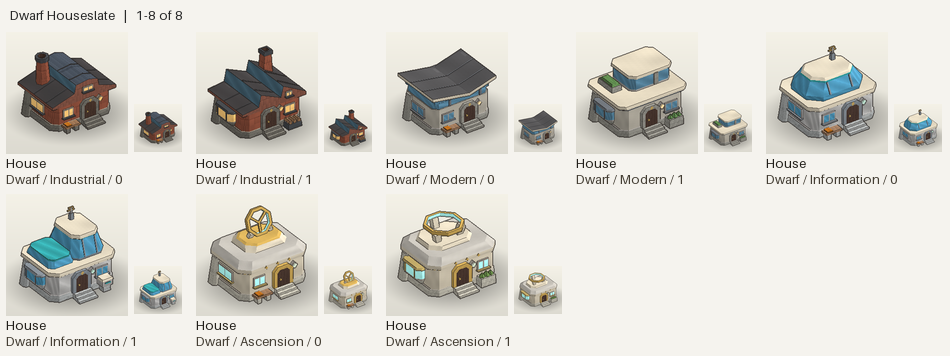 Dwarf Houseslate | 1-8 of 8
House
Dwarf / Industrial / 0
House
Dwarf / Industrial / 1
House
Dwarf / Modern / 0
House
Dwarf / Modern / 1
House
Dwarf / Information / 0
House
Dwarf / Information / 1
House
Dwarf / Ascension / 0
House
Dwarf / Ascension / 1